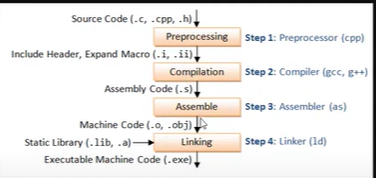 Source Code (.c, .cpp, .h)
Preprocessing Step 1: Preprocessor (cpp)
Include Header, Expand Macro (.i, .ii)
Compilation Step 2: Compiler (gcc, g++)
Assembly Code (.s)
Assemble Step 3: Assembler (as)
Machine Code (.o, .obj)
Static Library (.lib, .a) Linking Step 4: Linker (ld)
Executable Machine Code (.exe)